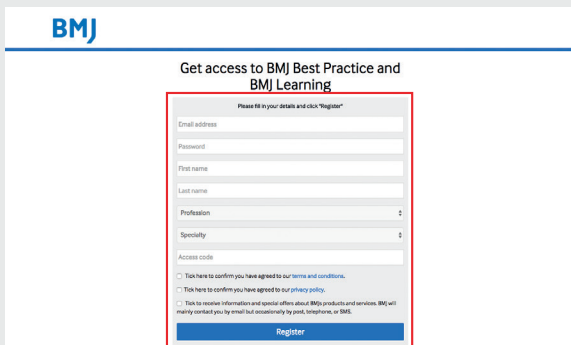 BMJ
Get access to BMJ Best Practice and
BMJ Learning
Please fill in your details and click "Register"
Email address
Password
First name
Last name
Profession
Specialty
Access code
Tick here to confirm you have agreed to our terms and conditions.
Tick here to confirm you have agreed to our privacy policy.
Tick to receive information and special offers about BMJs products and services. BMJ will
mainly contact you by email but occasionally by post, telephone, or SMS.
Register